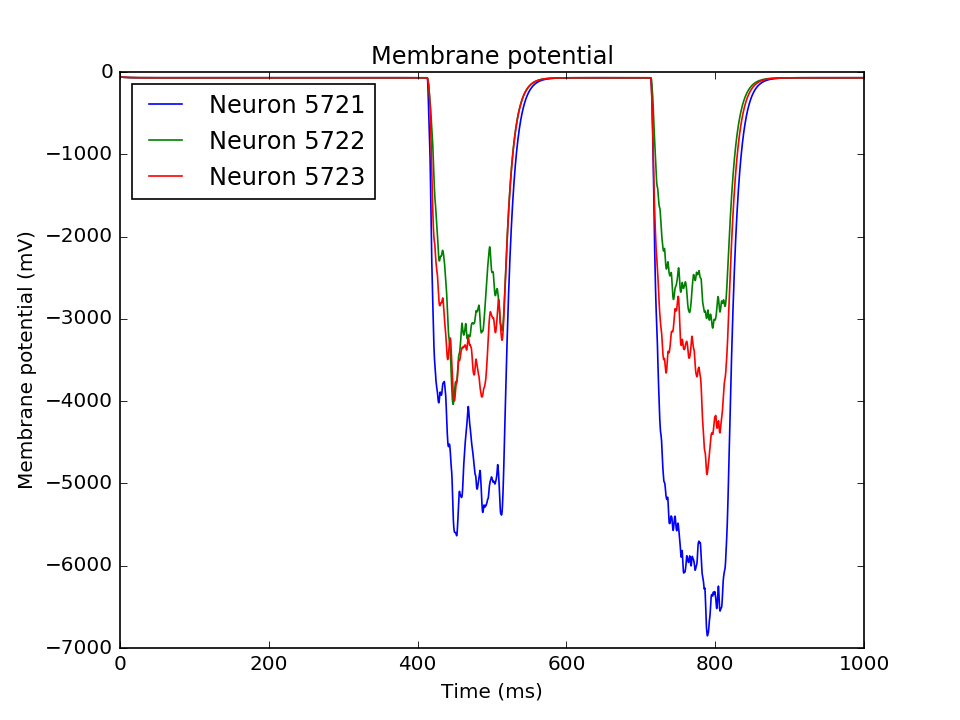 Membrane potential
0
−1000
−2000
−3000
−4000
−5000
−6000
−7000
Membrane potential (mV)
Neuron 5721
Neuron 5722
Neuron 5723
0 200 400 600 800 1000
Time (ms)